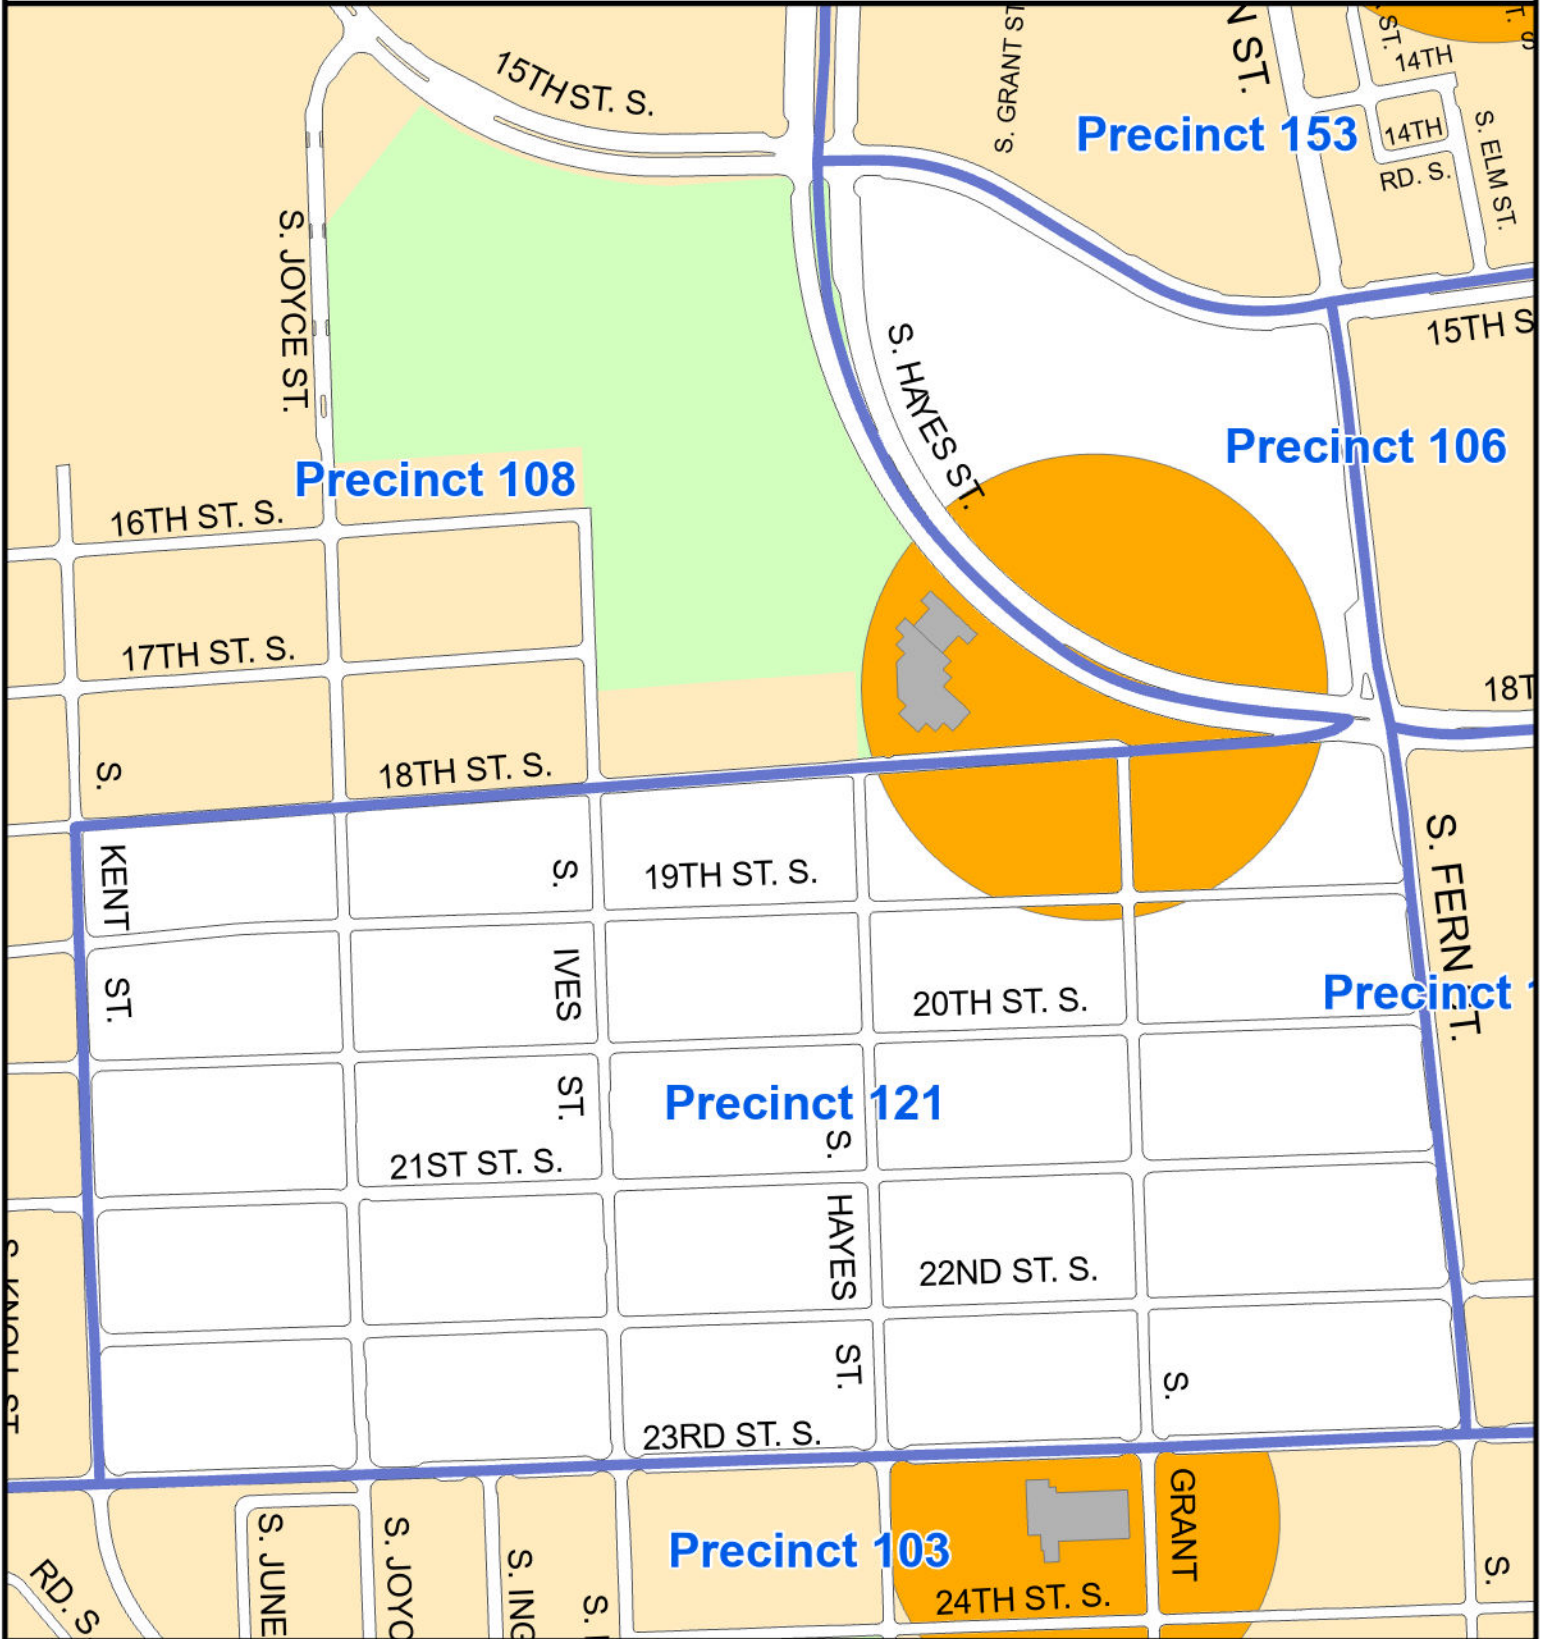 15TH ST. S.
S. GRANT ST
N ST.
ST.
14TH
Precinct 153
14TH
RD. S.
S. ELM ST.
S. JOYCE ST.
15TH S
S. HAYES ST.
Precinct 106
Precinct 108
16TH ST. S.
17TH ST. S.
18T
18TH ST. S.
S. KENT ST.
19TH ST. S.
S. IVES ST.
S. FERN ST.
20TH ST. S.
Precinct 1
Precinct 121
21ST ST. S.
S. HAYES ST.
22ND ST. S.
23RD ST. S.
S. GRANT
Precinct 103
24TH ST. S.
S. JUNE
S. JOYC
S. ING
S.
S.
RD. S